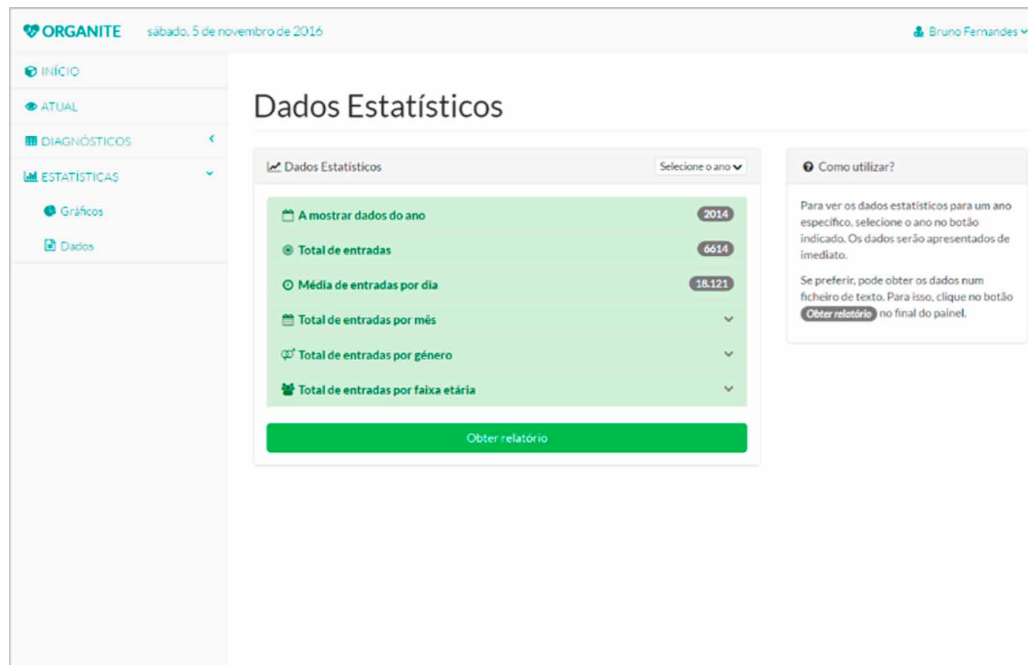 ORGANITE sábado, 5 de novembro de 2016 Bruno Fernandes
INÍCIO
ATUAL
DIAGNÓSTICOS
ESTATÍSTICAS
Gráficos
Dados
Dados Estatísticos
Dados Estatísticos Selecione o ano
A mostrar dados do ano 2014
Total de entradas 6614
Média de entradas por dia 18.121
Total de entradas por mês
Total de entradas por género
Total de entradas por faixa etária
Obter relatório
Como utilizar?
Para ver os dados estatísticos para um ano
específico, selecione o ano no botão
indicado. Os dados serão apresentados de
imediato.
Se preferir, pode obter os dados num
ficheiro de texto. Para isso, clique no botão
Obter relatório no final do painel.